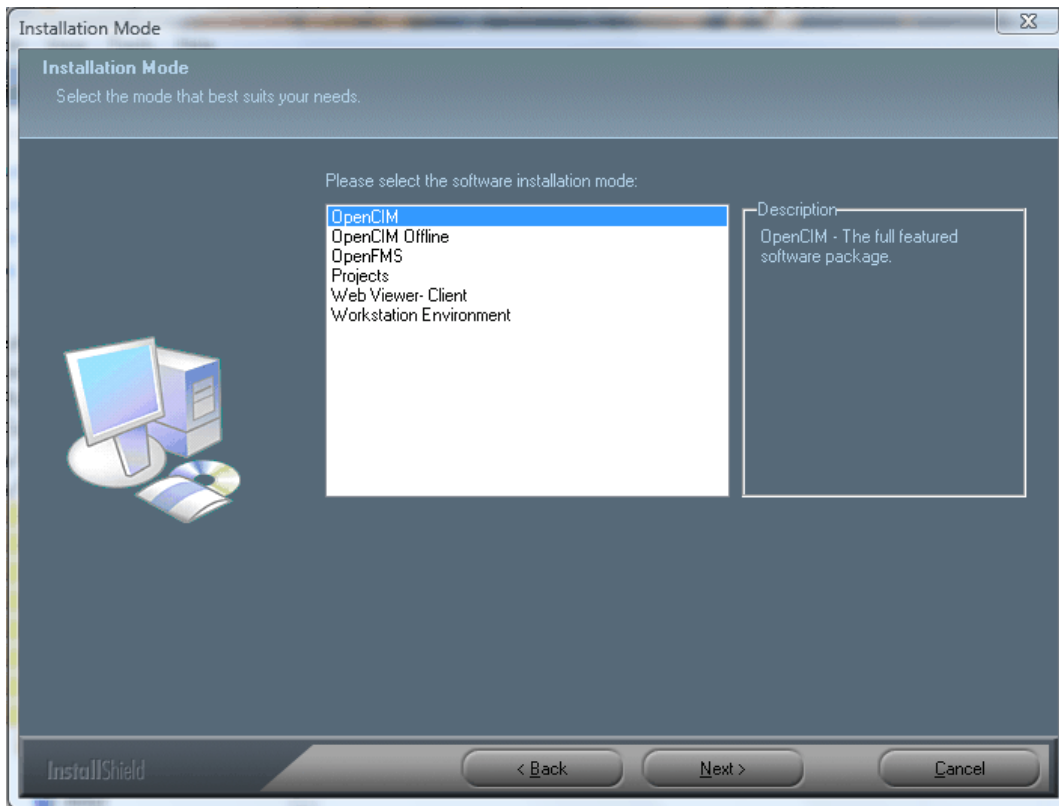 Installation Mode
Installation Mode
Select the mode that best suits your needs.
Please select the software installation mode:
OpenCIM
OpenCIM Offline
OpenFMS
Projects
Web Viewer- Client
Workstation Environment
Description
OpenCIM - The full featured
software package.
InstallShield
< Back
Next >
Cancel